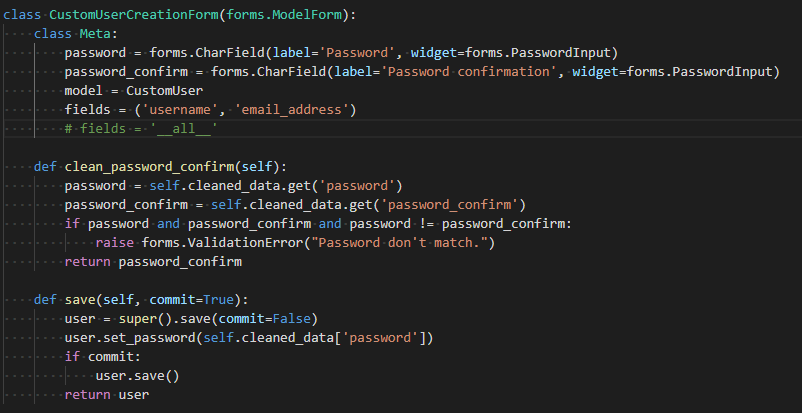 class CustomUserCreationForm(forms.ModelForm):
    class Meta:
        password = forms.CharField(label='Password', widget=forms.PasswordInput)
        password_confirm = forms.CharField(label='Password confirmation', widget=forms.PasswordInput)
        model = CustomUser
        fields = ('username', 'email_address')
        # fields = '__all__'

    def clean_password_confirm(self):
        password = self.cleaned_data.get('password')
        password_confirm = self.cleaned_data.get('password_confirm')
        if password and password_confirm and password != password_confirm:
            raise forms.ValidationError("Password don't match.")
        return password_confirm

    def save(self, commit=True):
        user = super().save(commit=False)
        user.set_password(self.cleaned_data['password'])
        if commit:
            user.save()
        return user